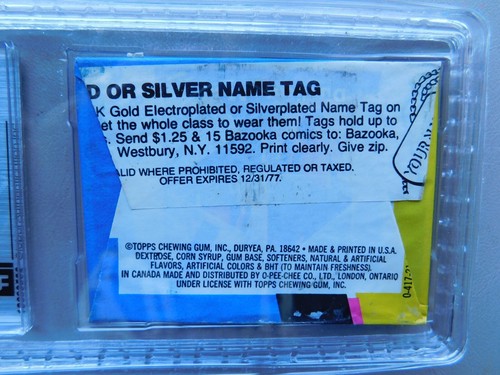 D OR SILVER NAME TAG
K Gold Electroplated or Silverplated Name Tag on
et the whole class to wear them! Tags hold up to
. Send $1.25 & 15 Bazooka comics to: Bazooka,
Westbury, N.Y. 11592. Print clearly. Give zip.
ALID WHERE PROHIBITED, REGULATED OR TAXED.
OFFER EXPIRES 12/31/77.
YOUR
©TOPPS CHEWING GUM, INC., DURYEA, PA. 18642 • MADE & PRINTED IN U.S.A.
DEXTROSE, CORN SYRUP, GUM BASE, SOFTENERS, NATURAL & ARTIFICIAL
FLAVORS, ARTIFICIAL COLORS & BHT (TO MAINTAIN FRESHNESS).
IN CANADA MADE AND DISTRIBUTED BY O-PEE-CHEE CO., LTD., LONDON, ONTARIO
UNDER LICENSE WITH TOPPS CHEWING GUM, INC.